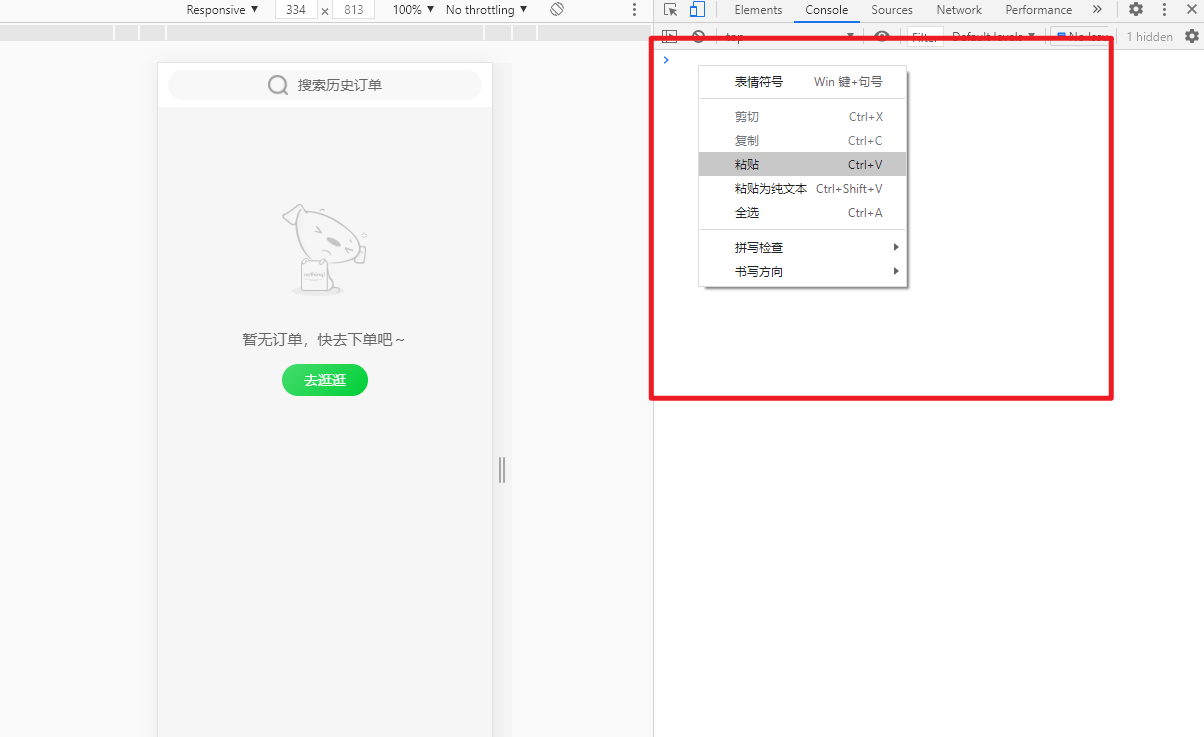 Responsive ▼ 334 × 813 100% ▼ No throttling ▼
Elements Console Sources Network Performance »
top Filter Default levels ▼ 1 hidden
搜索历史订单
暂无订单，快去下单吧～
去逛逛
表情符号 Win 键+句号
剪切 Ctrl+X
复制 Ctrl+C
粘贴 Ctrl+V
粘贴为纯文本 Ctrl+Shift+V
全选 Ctrl+A
拼写检查
书写方向